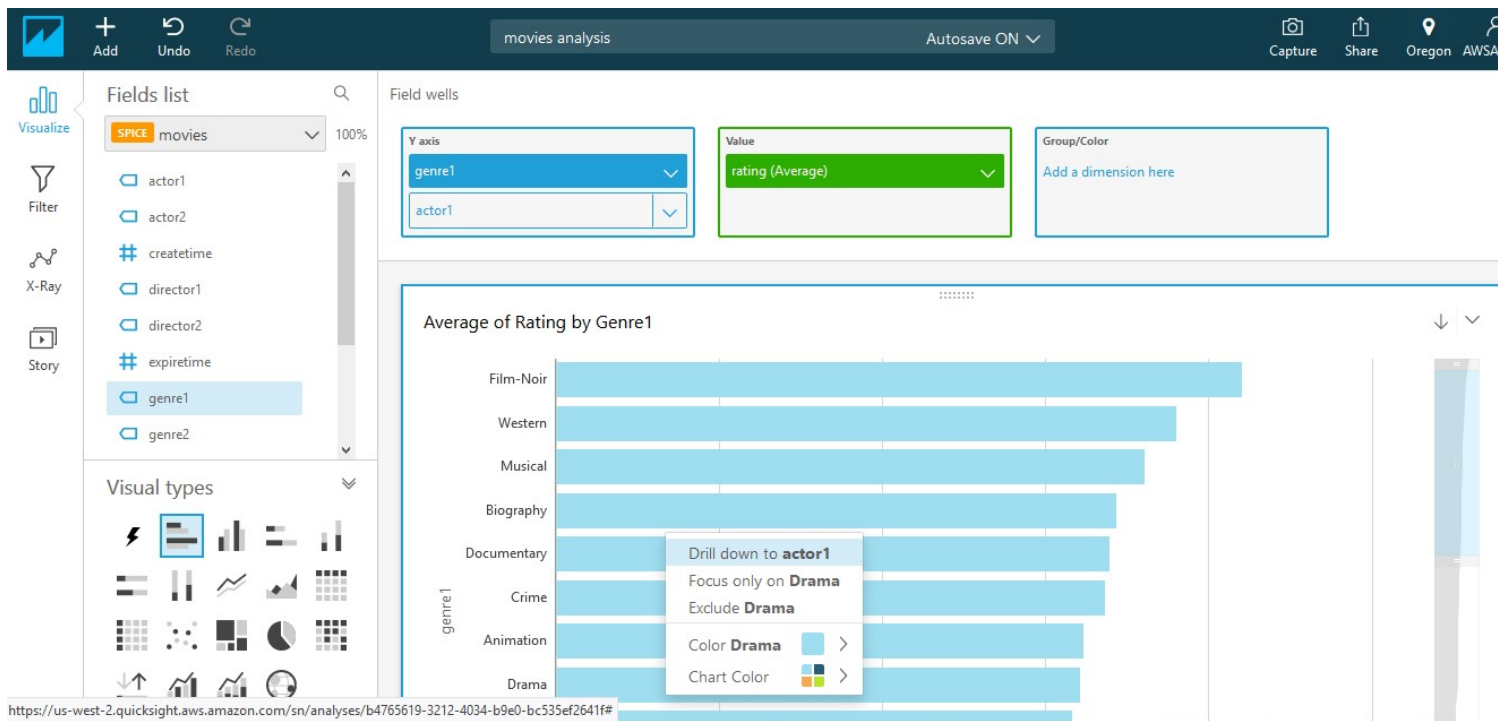 Add
Undo
Redo
movies analysis
Autosave ON
Capture
Share
Oregon
Visualize
Filter
X-Ray
Story
Fields list
SPICE movies
100%
actor1
actor2
createtime
director1
director2
expiretime
genre1
genre2
Visual types
Field wells
Y axis
genre1
actor1
Value
rating (Average)
Group/Color
Add a dimension here
Average of Rating by Genre1
genre1
Film-Noir
Western
Musical
Biography
Documentary
Crime
Animation
Drama
Drill down to actor1
Focus only on Drama
Exclude Drama
Color Drama
Chart Color
https://us-west-2.quicksight.aws.amazon.com/sn/analyses/b4765619-3212-4034-b9e0-bc535ef2641f#